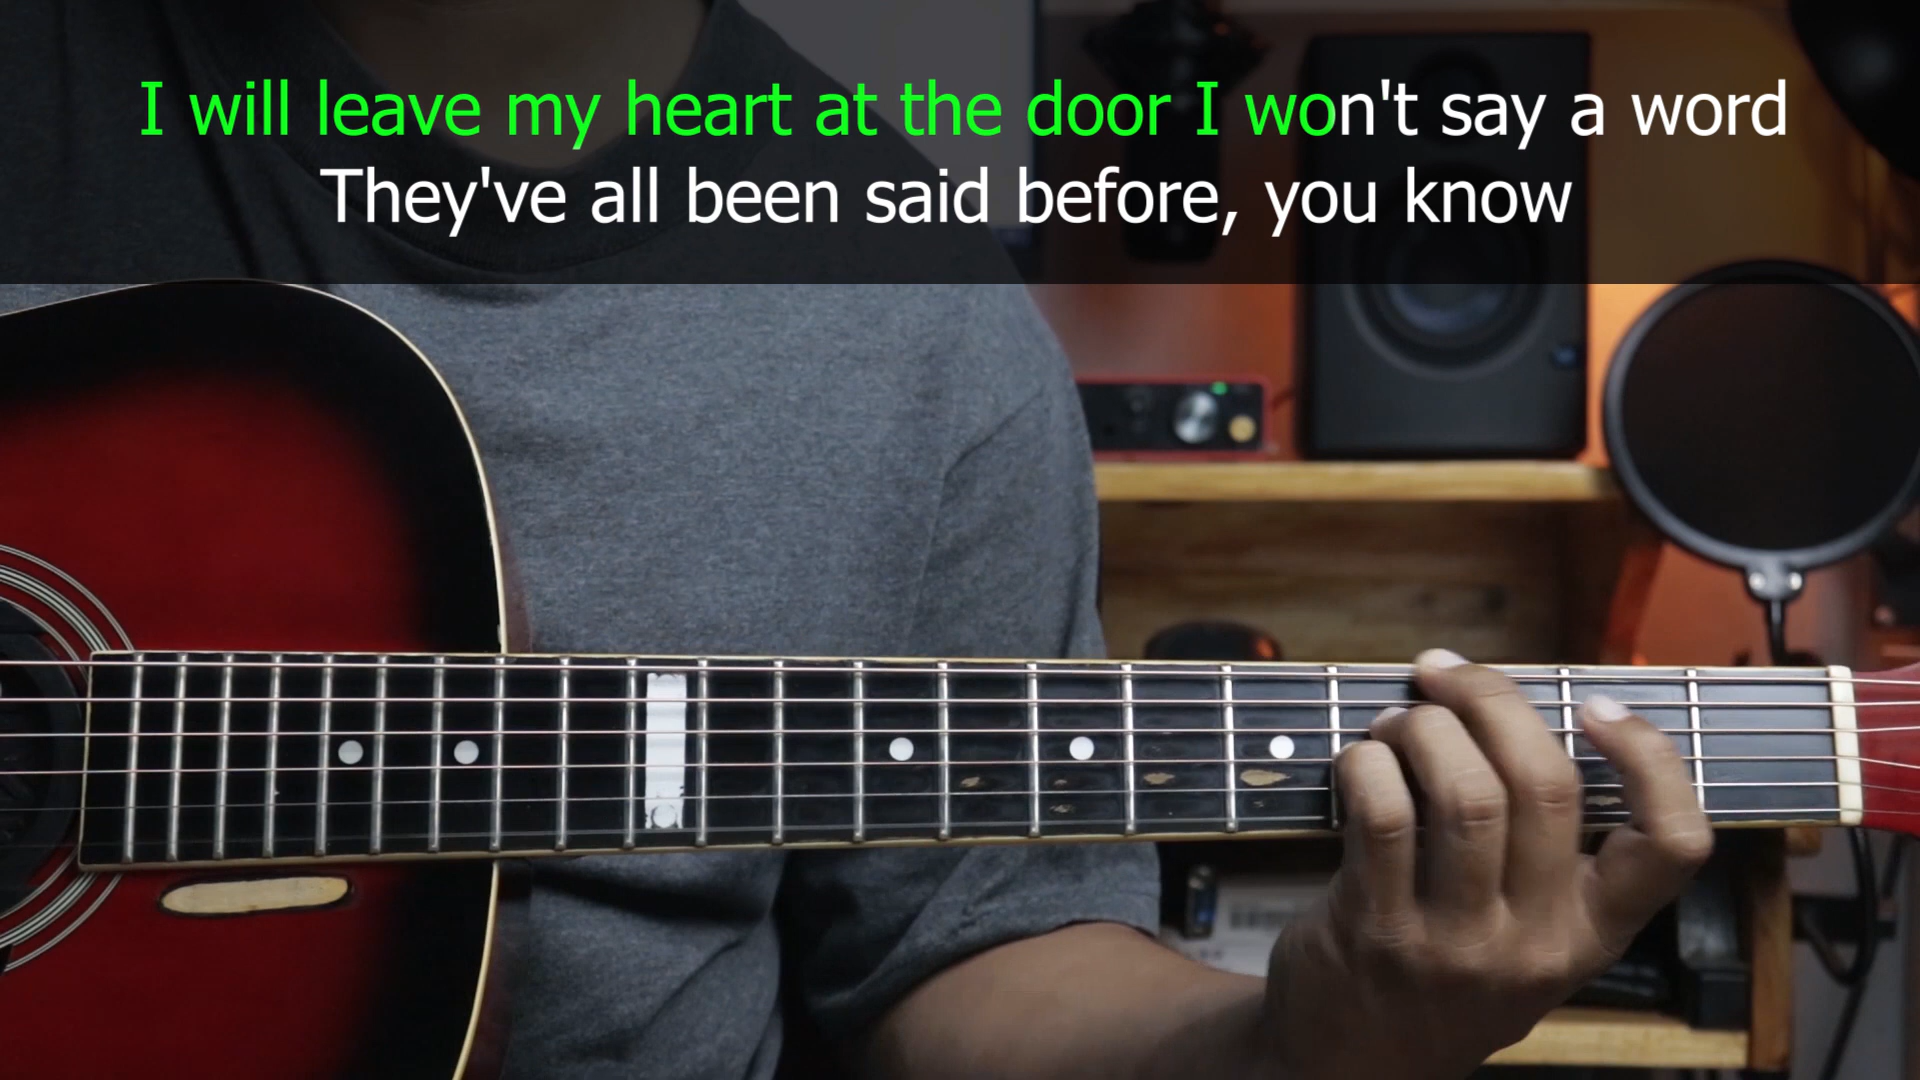 I will leave my heart at the door I won't say a word
They've all been said before, you know